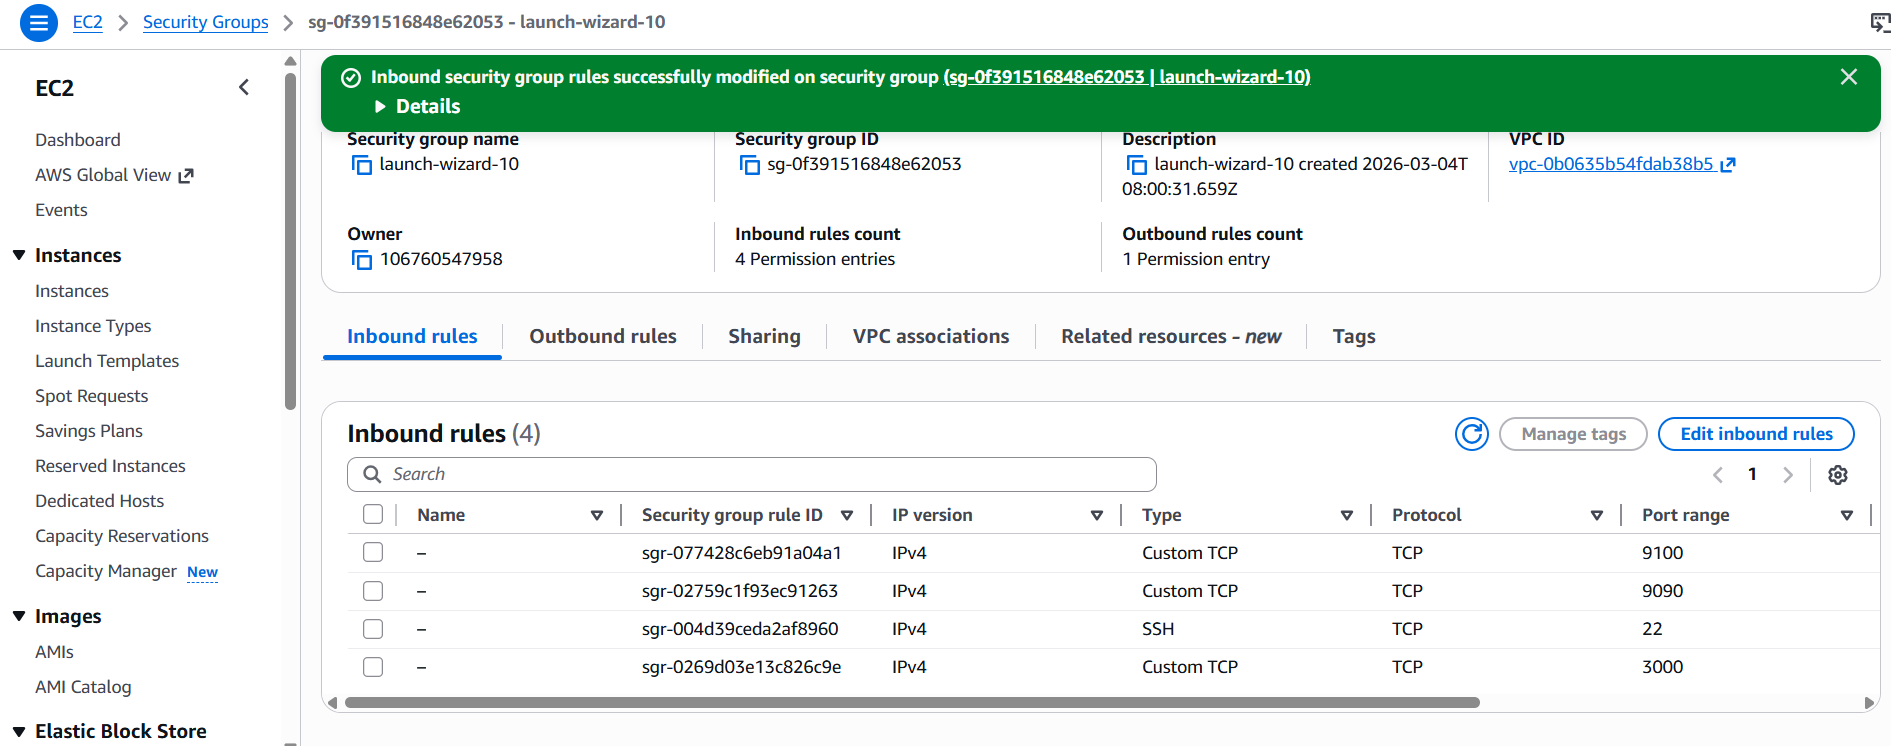 EC2 > Security Groups > sg-0f391516848e62053 - launch-wizard-10
EC2
Dashboard
AWS Global View
Events
Instances
Instances
Instance Types
Launch Templates
Spot Requests
Savings Plans
Reserved Instances
Dedicated Hosts
Capacity Reservations
Capacity Manager New
Images
AMIs
AMI Catalog
Elastic Block Store
Inbound security group rules successfully modified on security group (sg-0f391516848e62053 | launch-wizard-10)
Details
Security group name
launch-wizard-10
Security group ID
sg-0f391516848e62053
Description
launch-wizard-10 created 2026-03-04T
08:00:31.659Z
VPC ID
vpc-0b0635b54fdab38b5
Owner
106760547958
Inbound rules count
4 Permission entries
Outbound rules count
1 Permission entry
Inbound rules Outbound rules Sharing VPC associations Related resources - new Tags
Inbound rules (4)
Manage tags Edit inbound rules
Search
1
Name Security group rule ID IP version Type Protocol Port range
– sgr-077428c6eb91a04a1 IPv4 Custom TCP TCP 9100
– sgr-02759c1f93ec91263 IPv4 Custom TCP TCP 9090
– sgr-004d39ceda2af8960 IPv4 SSH TCP 22
– sgr-0269d03e13c826c9e IPv4 Custom TCP TCP 3000